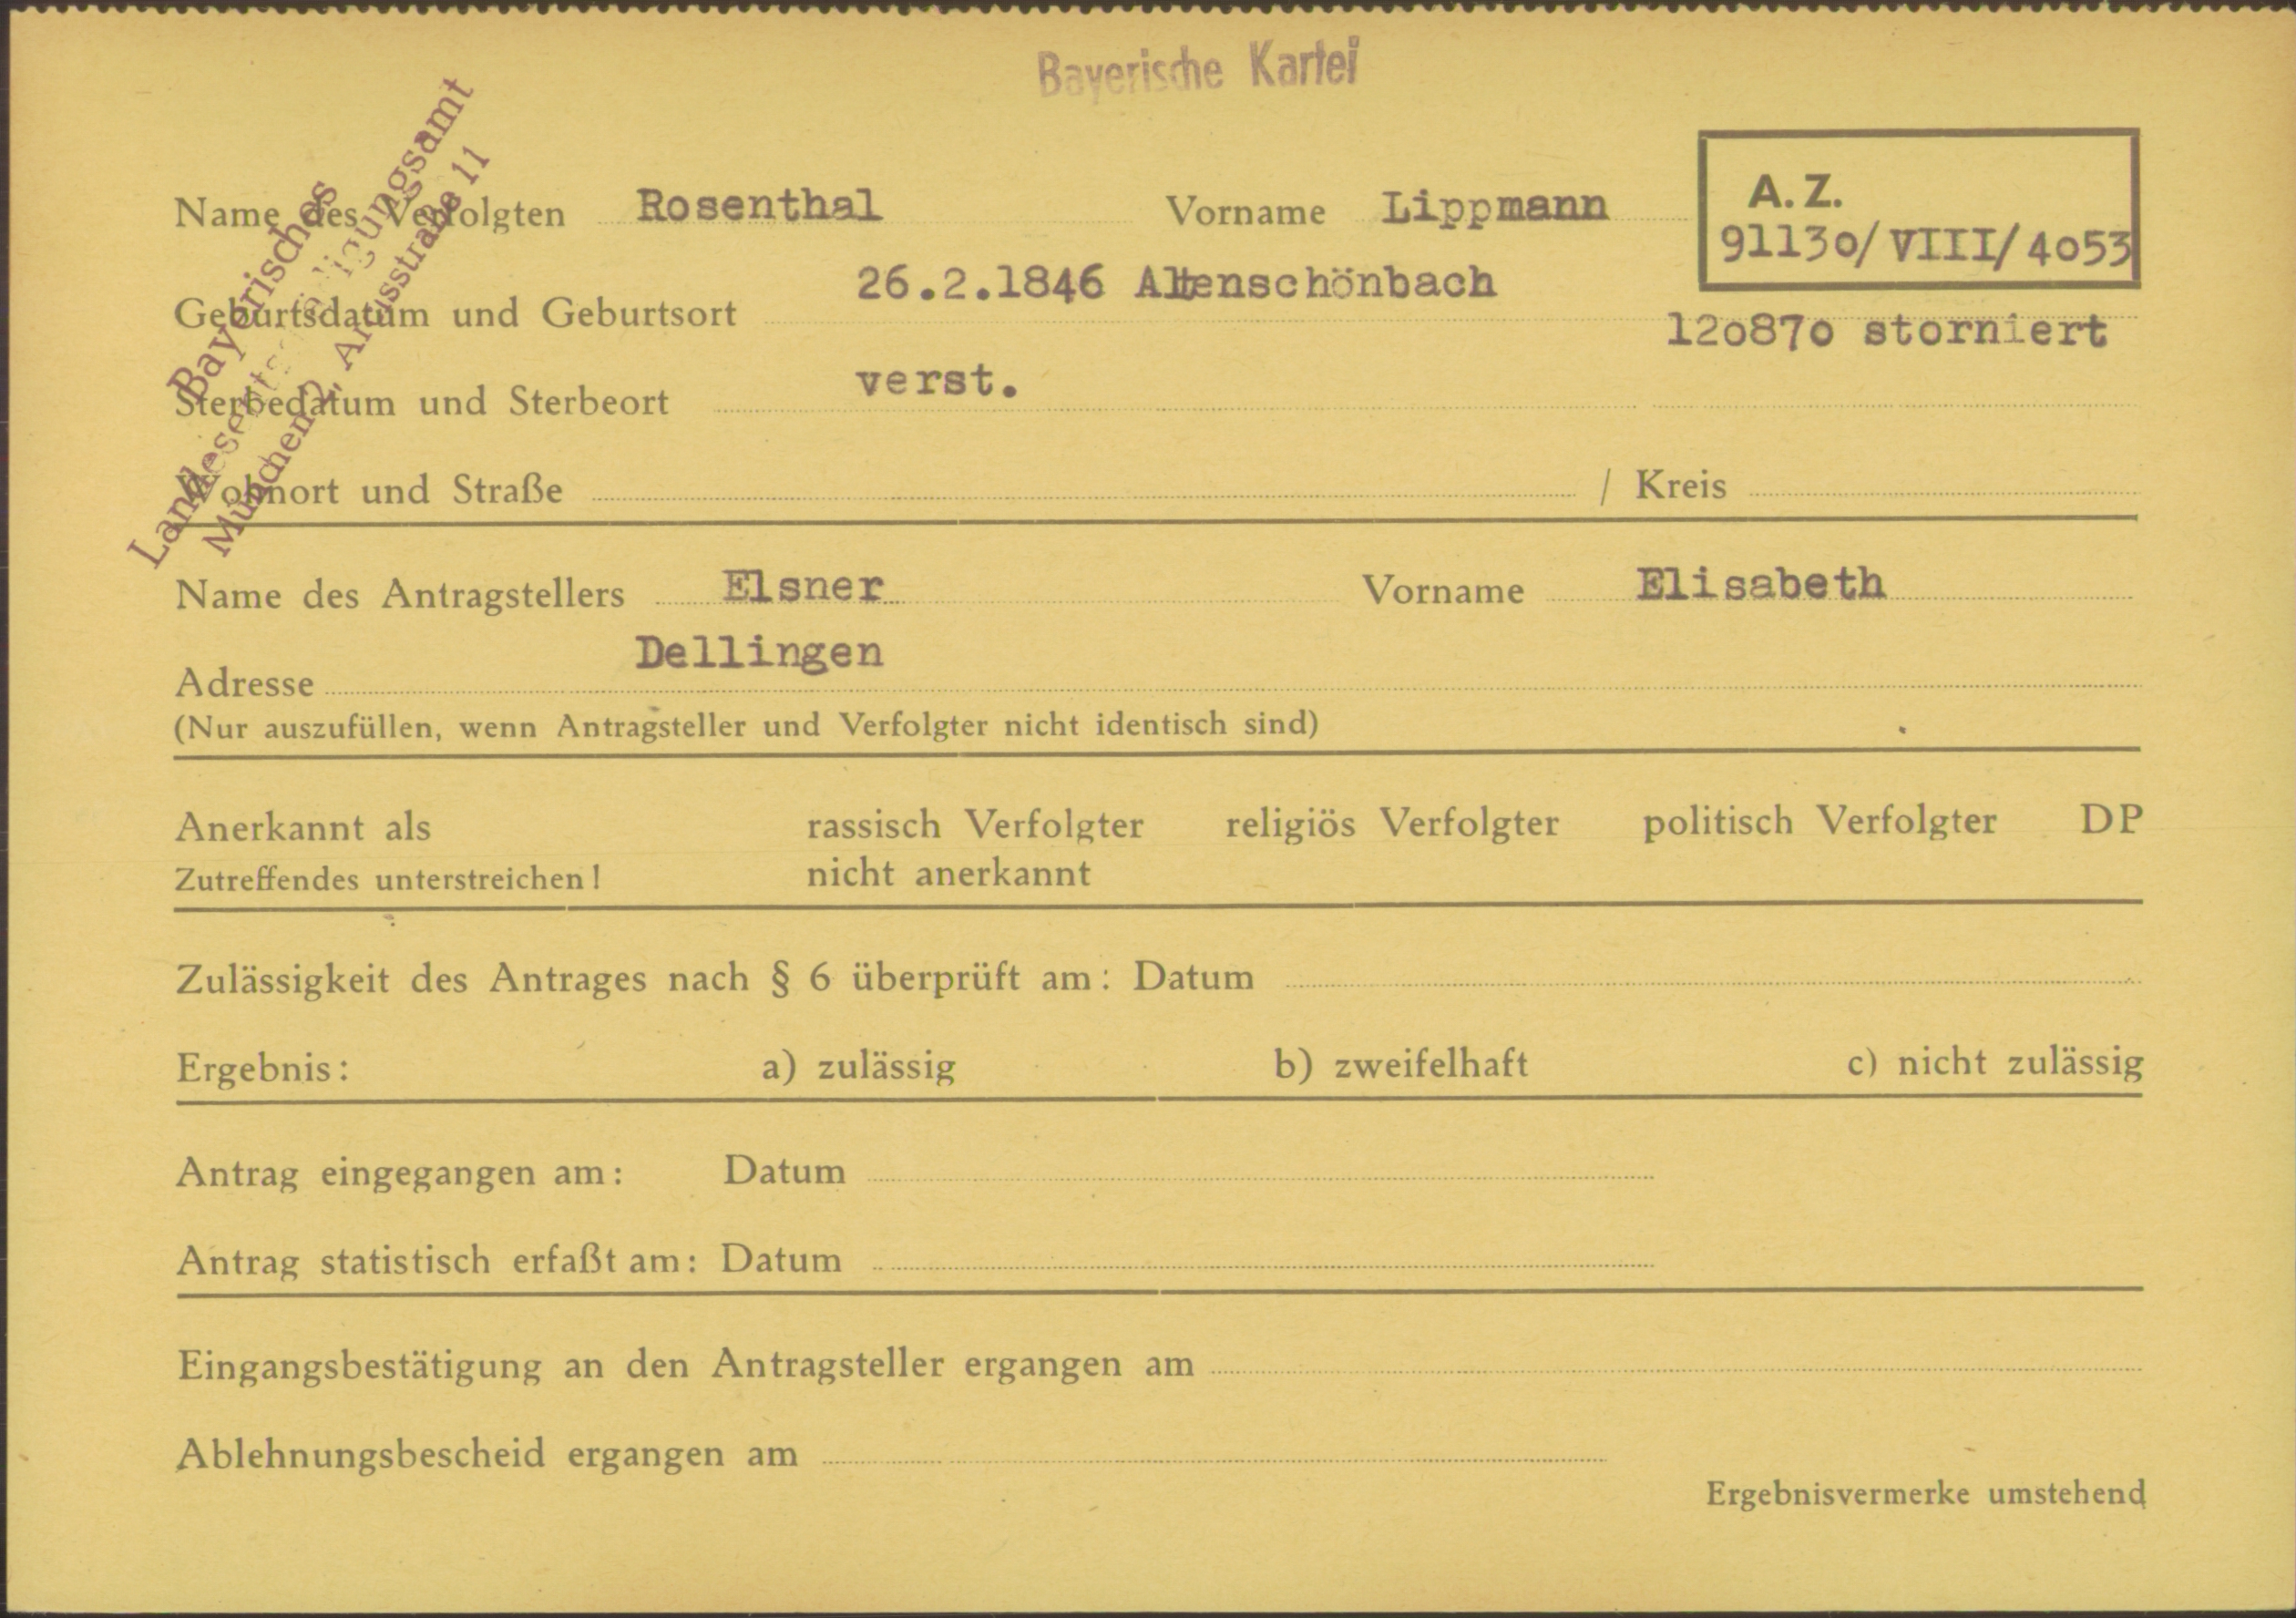 Bayerische Kartei
Bayerisches
Landesentschädigungsamt
München 2, Arcisstraße 11
A. Z.
91130/VIII/4053
Name des Verfolgten Rosenthal Vorname Lippmann
Geburtsdatum und Geburtsort 26.2.1846 Altenschönbach
120870 storniert
Sterbedatum und Sterbeort verst.
Wohnort und Straße / Kreis
Name des Antragstellers Elsner Vorname Elisabeth
Adresse Dellingen
(Nur auszufüllen, wenn Antragsteller und Verfolgter nicht identisch sind)
Anerkannt als rassisch Verfolgter religiös Verfolgter politisch Verfolgter DP
Zutreffendes unterstreichen! nicht anerkannt
Zulässigkeit des Antrages nach § 6 überprüft am: Datum
Ergebnis: a) zulässig b) zweifelhaft c) nicht zulässig
Antrag eingegangen am: Datum
Antrag statistisch erfaßt am: Datum
Eingangsbestätigung an den Antragsteller ergangen am
Ablehnungsbescheid ergangen am
Ergebnisvermerke umstehend